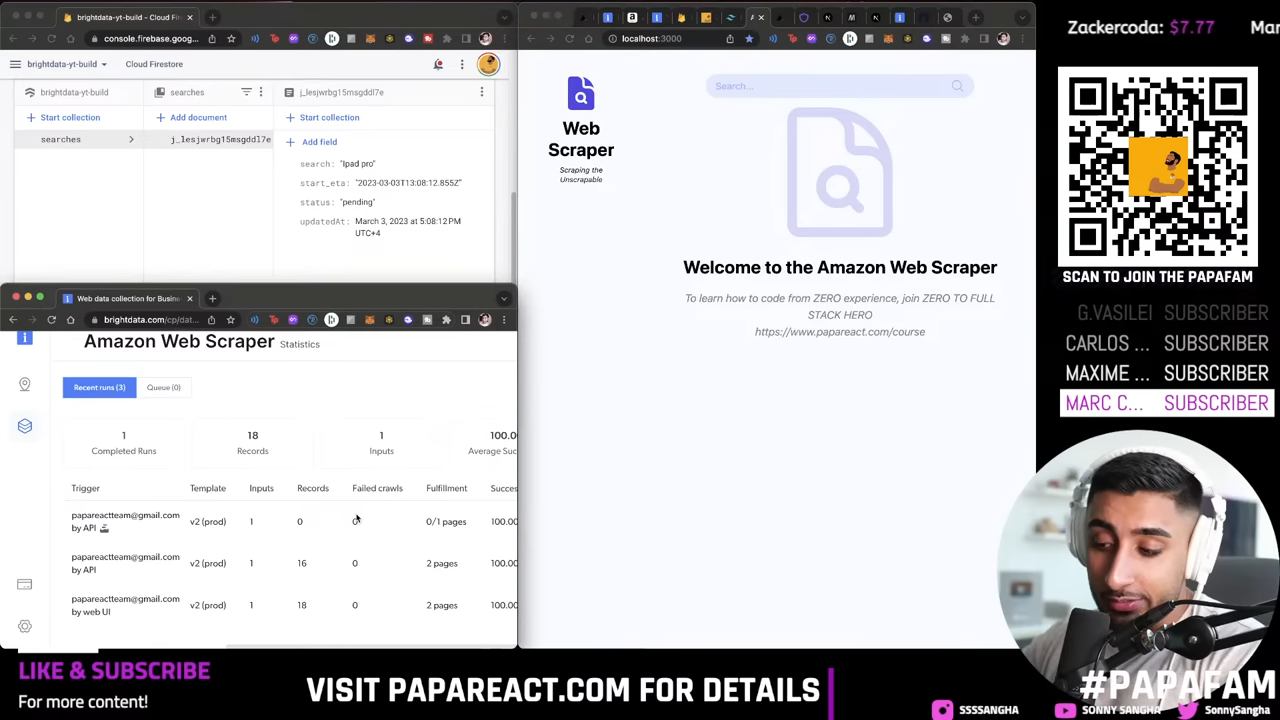 brightdata-yt-build - Cloud Fires
console.firebase.goog...
brightdata-yt-build
Cloud Firestore
brightdata-yt-build
searches
j_lesjwrbg15msgddl7e
Start collection
Add document
Start collection
searches
j_lesjwrbg15msgddl7e
Add field
search: "Ipad pro"
start_eta: "2023-03-03T13:08:12.855Z"
status: "pending"
updatedAt: March 3, 2023 at 5:08:12 PM
UTC+4
Web data collection for Busine
brightdata.com/cp/dat...
Amazon Web Scraper Statistics
Recent runs (3)
Queue (0)
1
Completed Runs
18
Records
1
Inputs
100.0
Average Suc
Trigger Template Inputs Records Failed crawls Fulfillment Succes
papareactteam@gmail.com
by API
v2 (prod) 1 0 0 0/1 pages 100.00
papareactteam@gmail.com
by API
v2 (prod) 1 16 0 2 pages 100.00
papareactteam@gmail.com
by web UI
v2 (prod) 1 18 0 2 pages 100.00
localhost:3000
Web
Scraper
Scraping the
Unscrapable
Search...
Welcome to the Amazon Web Scraper
To learn how to code from ZERO experience, join ZERO TO FULL
STACK HERO
https://www.papareact.com/course
Zackercoda: $7.77 Mar
SCAN TO JOIN THE PAPAFAM
G.VASILEI SUBSCRIBER
CARLOS ... SUBSCRIBER
MAXIME ... SUBSCRIBER
MARC C... SUBSCRIBER
LIKE & SUBSCRIBE
For more content!
VISIT PAPAREACT.COM FOR DETAILS
#PAPAFAM
SSSSANGHA
SONNY SANGHA
SonnySangha